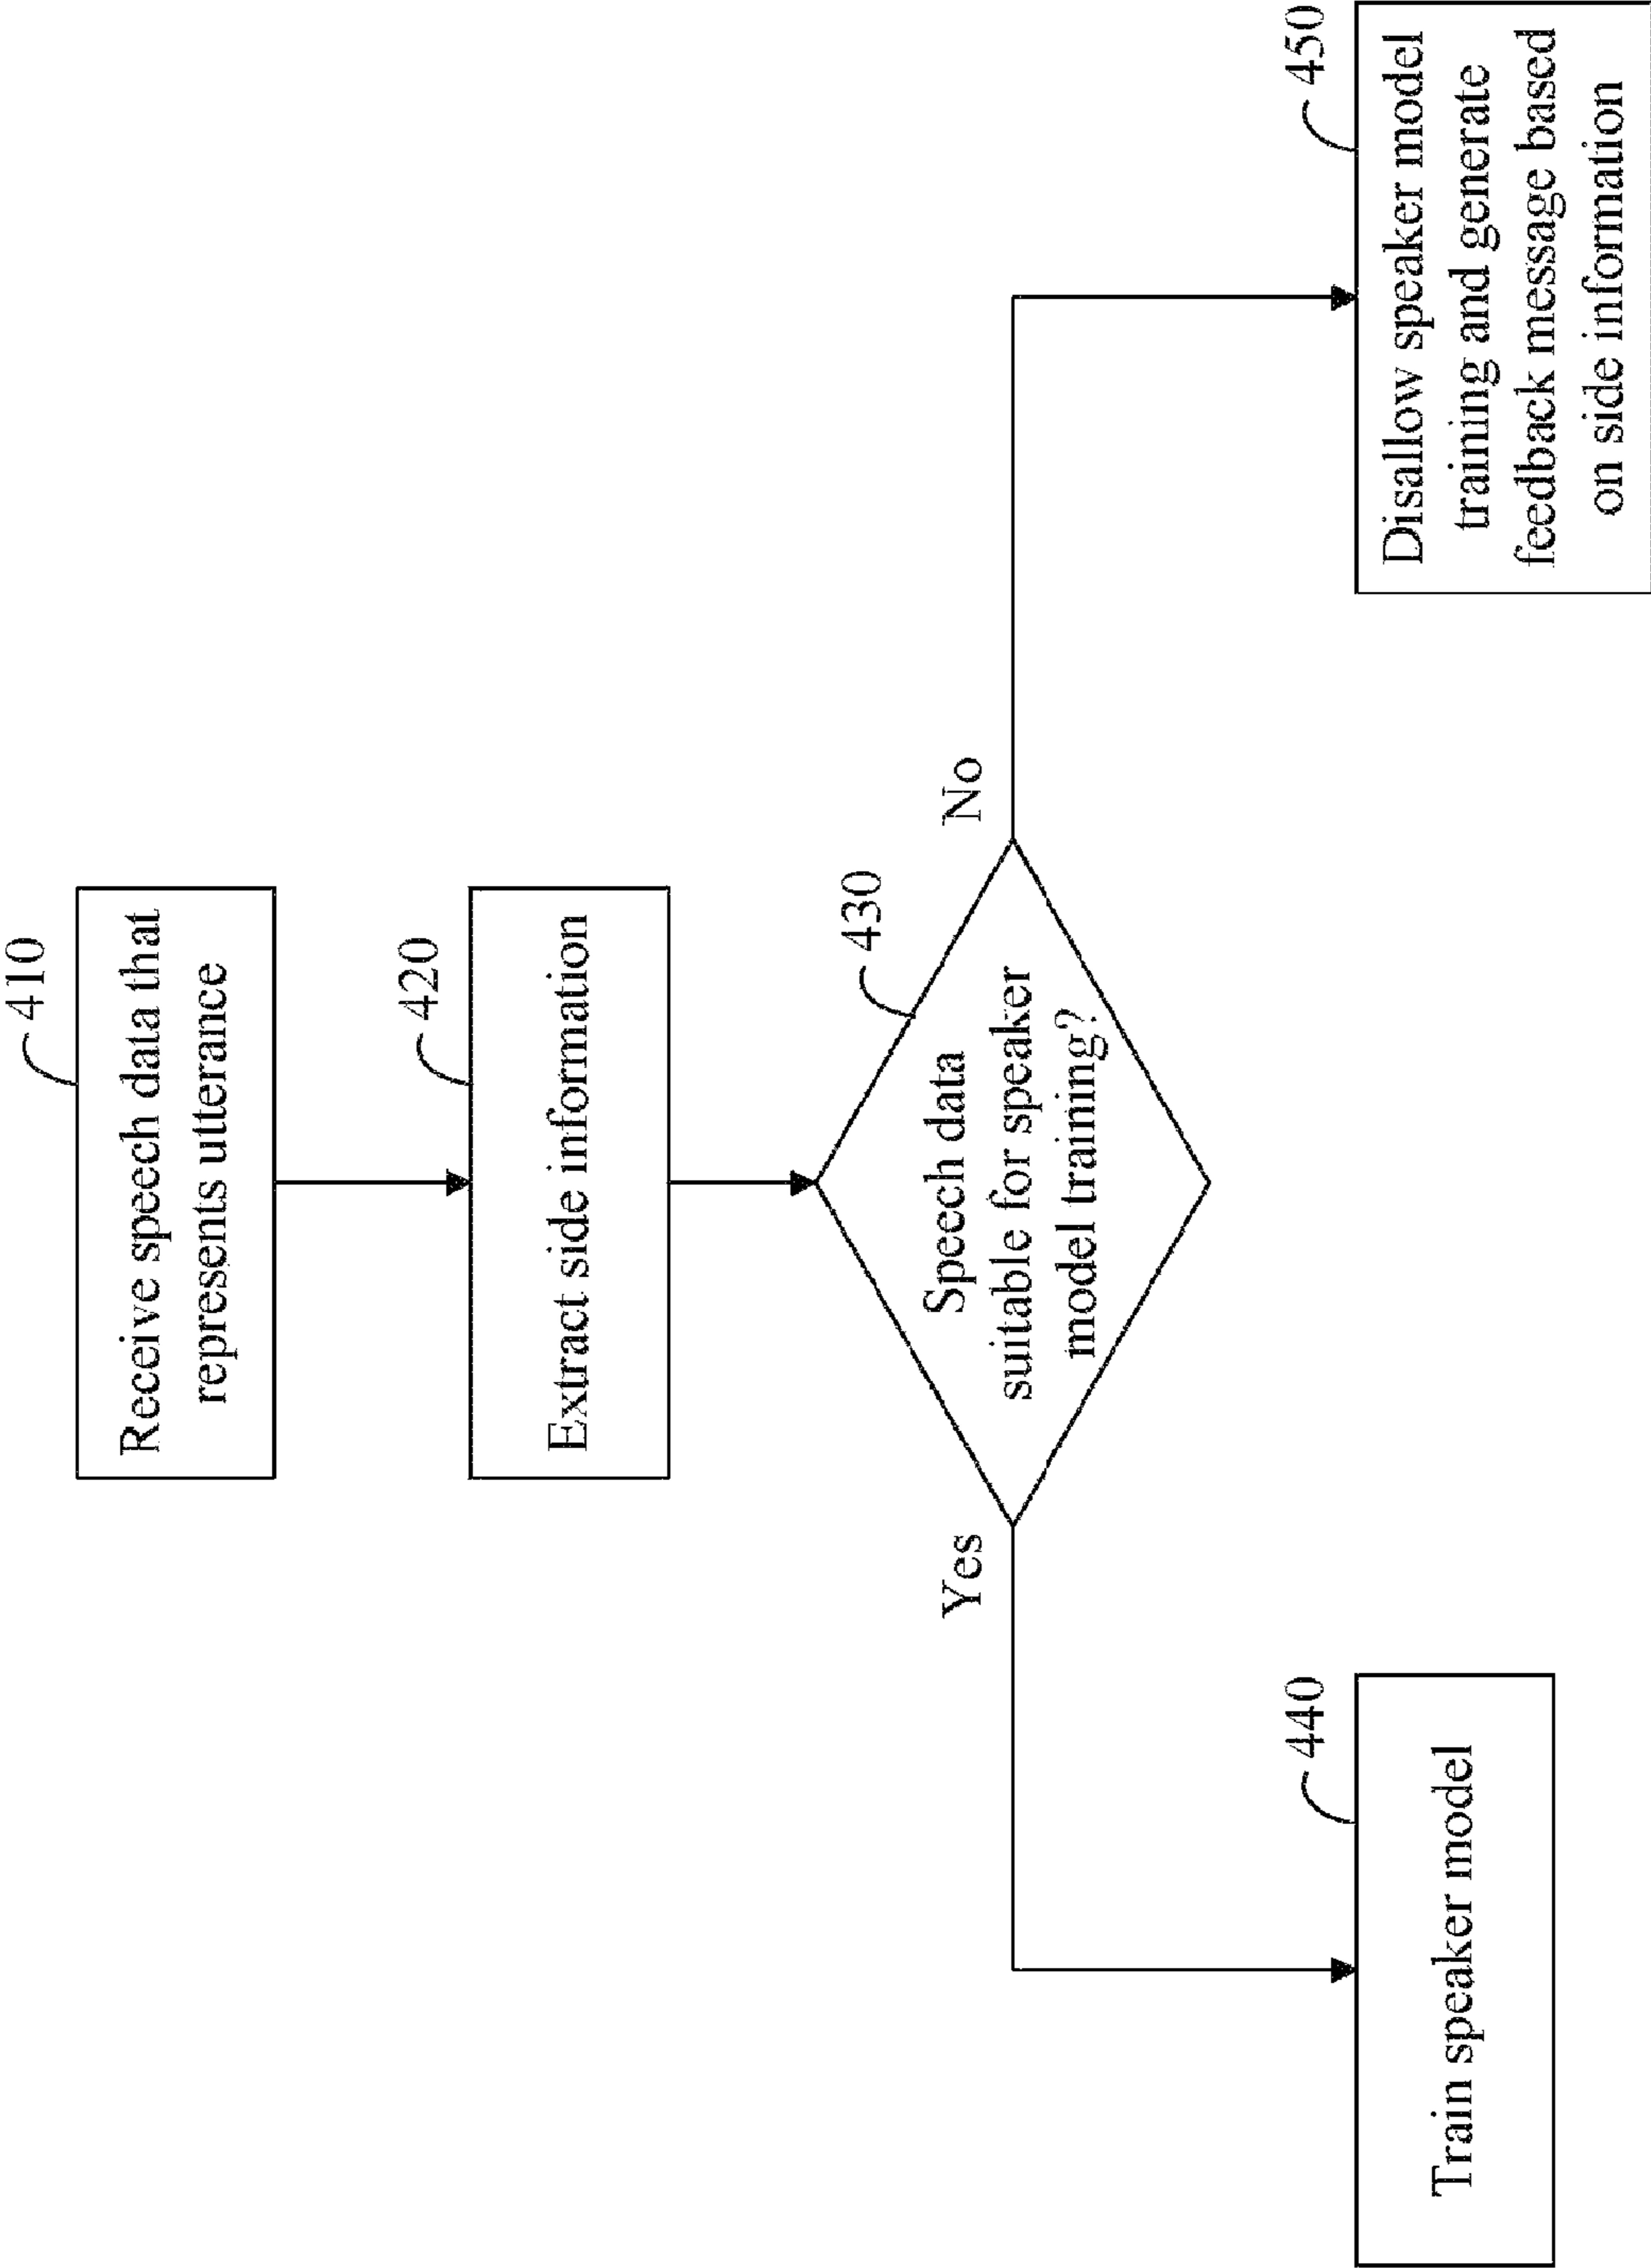 410
Receive speech data that
represents utterance
420
Extract side information
430
Speech data
suitable for speaker
model training?
Yes
No
440
Train speaker model
450
Disallow speaker model
training and generate
feedback message based
on side information